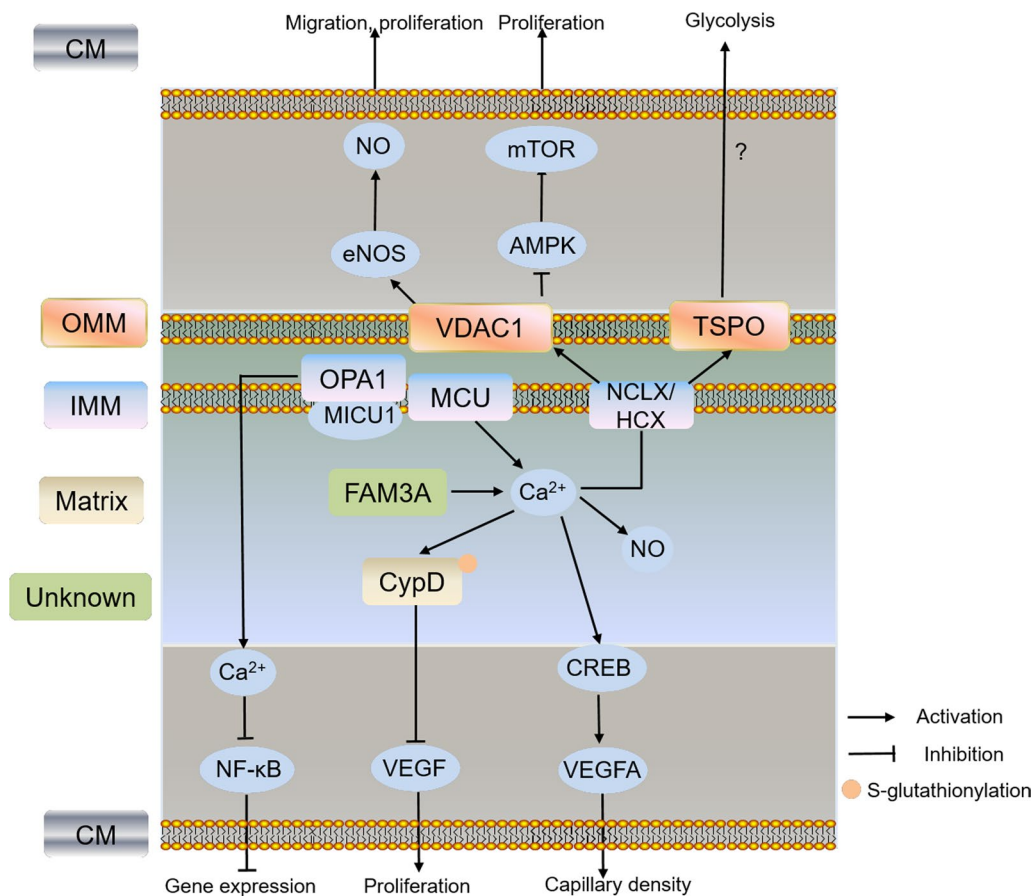 Migration, proliferation
Proliferation
Glycolysis
CM
NO
mTOR
?
eNOS
AMPK
OMM
VDAC1
TSPO
IMM
OPA1
MICU1
MCU
NCLX/
HCX
Matrix
FAM3A
Ca²⁺
NO
CypD
Unknown
Ca²⁺
CREB
Activation
Inhibition
S-glutathionylation
NF-κB
VEGF
VEGFA
CM
Gene expression
Proliferation
Capillary density